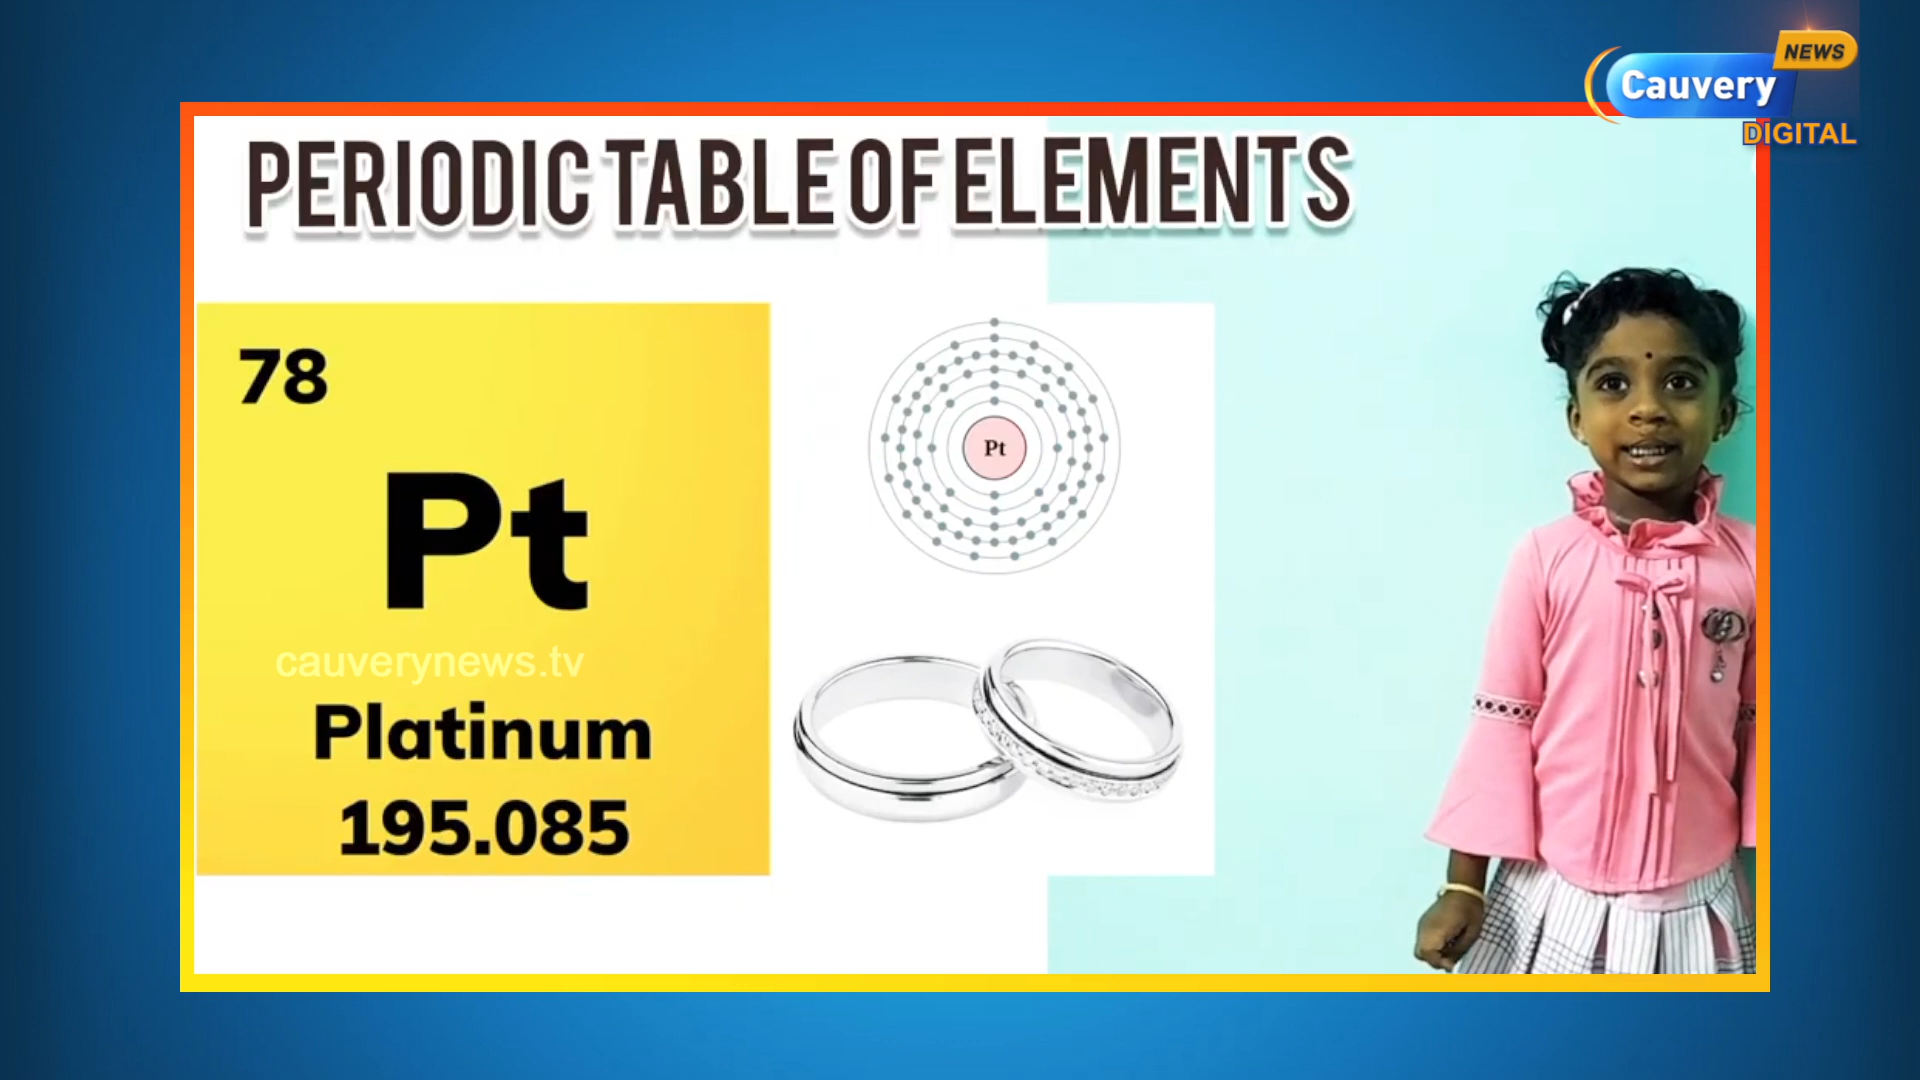 NEWS
Cauvery
DIGITAL
PERIODIC TABLE OF ELEMENTS
78
Pt
cauverynews.tv
Platinum
195.085
Pt